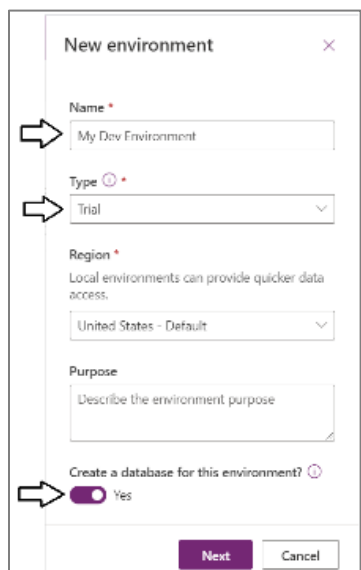 New environment
Name *
My Dev Environment
Type *
Trial
Region *
Local environments can provide quicker data
access.
United States - Default
Purpose
Describe the environment purpose
Create a database for this environment?
Yes
Next Cancel